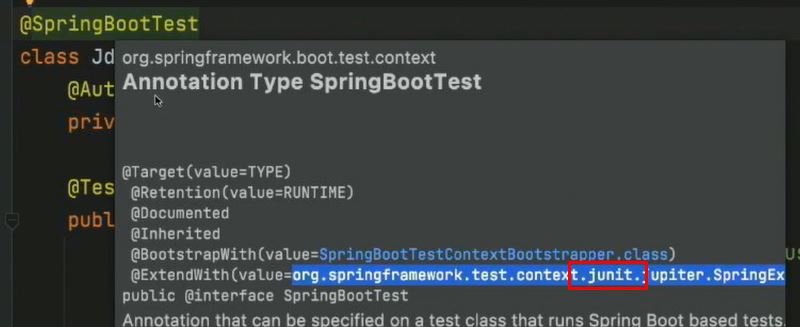 @SpringBootTest
class Jd
org.springframework.boot.test.context
Annotation Type SpringBootTest
@Aut
priv
@Target(value=TYPE)
@Tes
@Retention(value=RUNTIME)
@Documented
publ
@Inherited
@BootstrapWith(value=SpringBootTestContextBootstrapper.class)
US
@ExtendWith(value=org.springframework.test.context.junit.jupiter.SpringEx
public @interface SpringBootTest
Annotation that can be specified on a test class that runs Spring Boot based tests